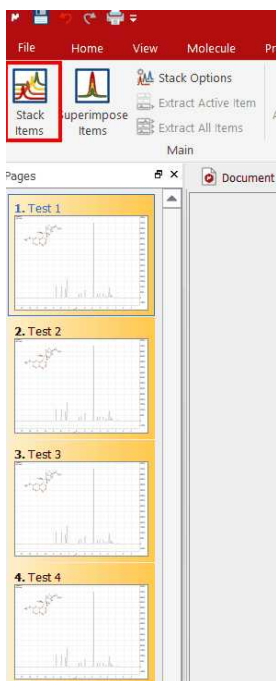 File Home View Molecule Pr
Stack Items
Superimpose Items
Stack Options
Extract Active Item
Extract All Items
A
Main
Pages
Document
1. Test 1
2. Test 2
3. Test 3
4. Test 4